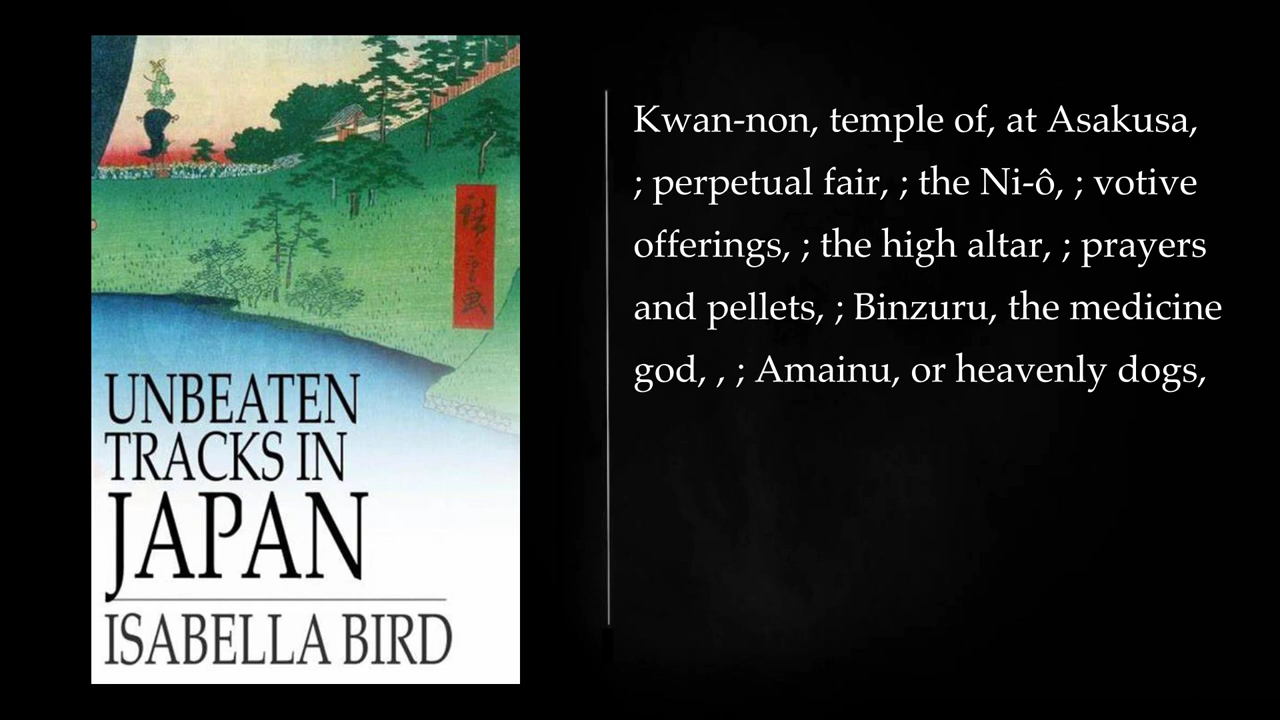 UNBEATEN
TRACKS IN
JAPAN
ISABELLA BIRD
Kwan-non, temple of, at Asakusa,
; perpetual fair, ; the Ni-ô, ; votive
offerings, ; the high altar, ; prayers
and pellets, ; Binzuru, the medicine
god, , ; Amainu, or heavenly dogs,